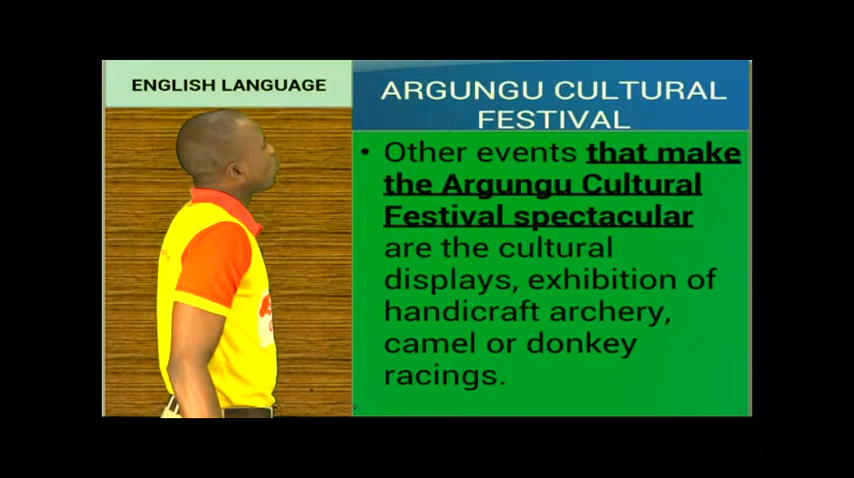 ENGLISH LANGUAGE
ARGUNGU CULTURAL
FESTIVAL
• Other events that make
the Argungu Cultural
Festival spectacular
are the cultural
displays, exhibition of
handicraft archery,
camel or donkey
racings.